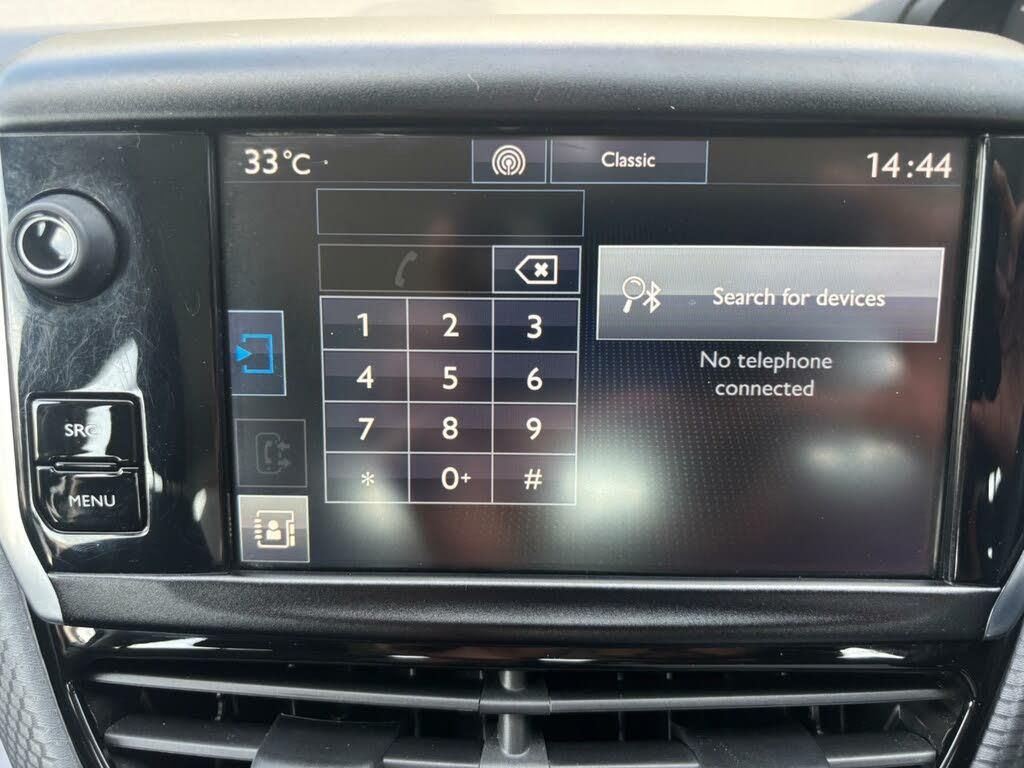 33°C
Classic
14:44
Search for devices
No telephone
connected
1 2 3
4 5 6
7 8 9
* 0+ #
SRC
MENU